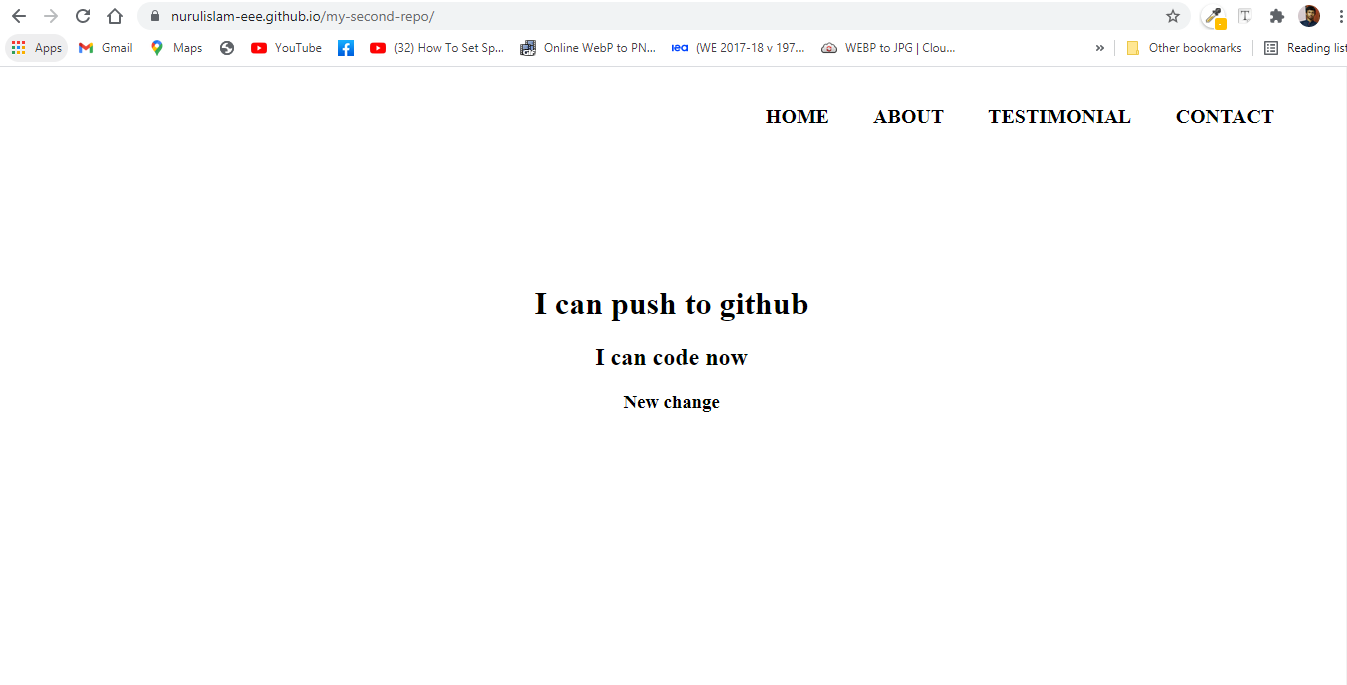 nurulislam-eee.github.io/my-second-repo/
Apps Gmail Maps YouTube (32) How To Set Sp... Online WebP to PN... iea (WE 2017-18 v 197... WEBP to JPG | Clou... » Other bookmarks Reading list
HOME ABOUT TESTIMONIAL CONTACT
I can push to github
I can code now
New change